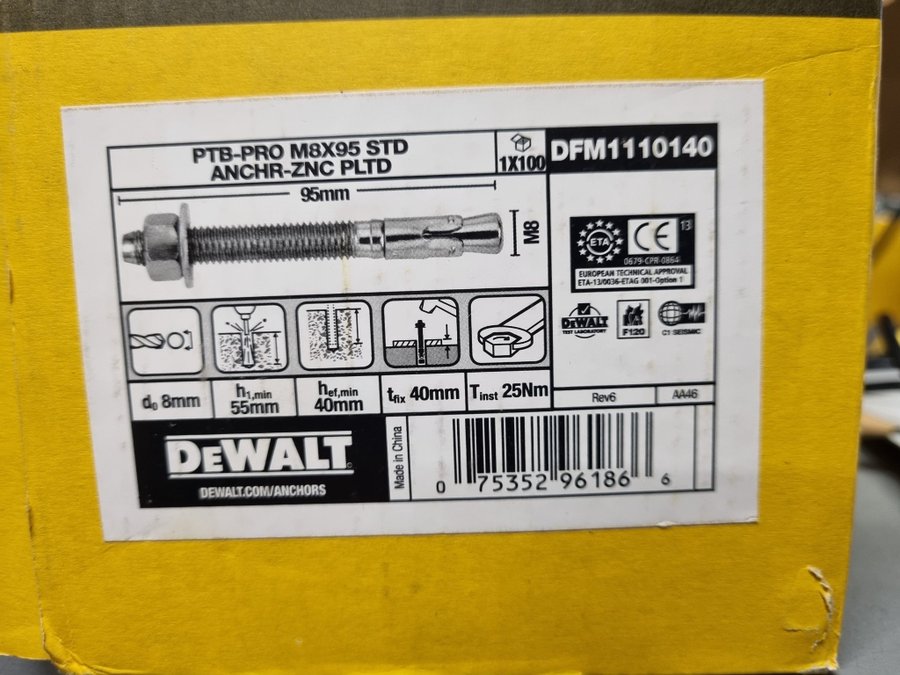 PTB-PRO M8X95 STD
ANCHR-ZNC PLTD
1X100
DFM1110140
95mm
M8
ETA
CE
13
0679-CPR-0864
EUROPEAN TECHNICAL APPROVAL
ETA-13/0036-ETAG 001-Option 1
DEWALT
TEST LABORATORY
F120
C1 SEISMIC
d₀ 8mm
h1,min
55mm
hef,min
40mm
tfix 40mm
Tinst 25Nm
Rev6
AA46
DEWALT
DEWALT.COM/ANCHORS
Made in China
0 75352 96186 6